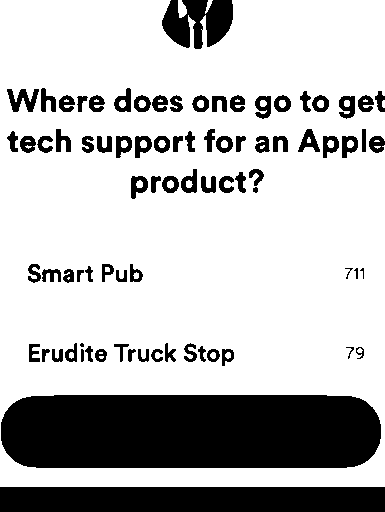 Where does one go to get
tech support for an Apple
product?
Smart Pub 711
Erudite Truck Stop 79